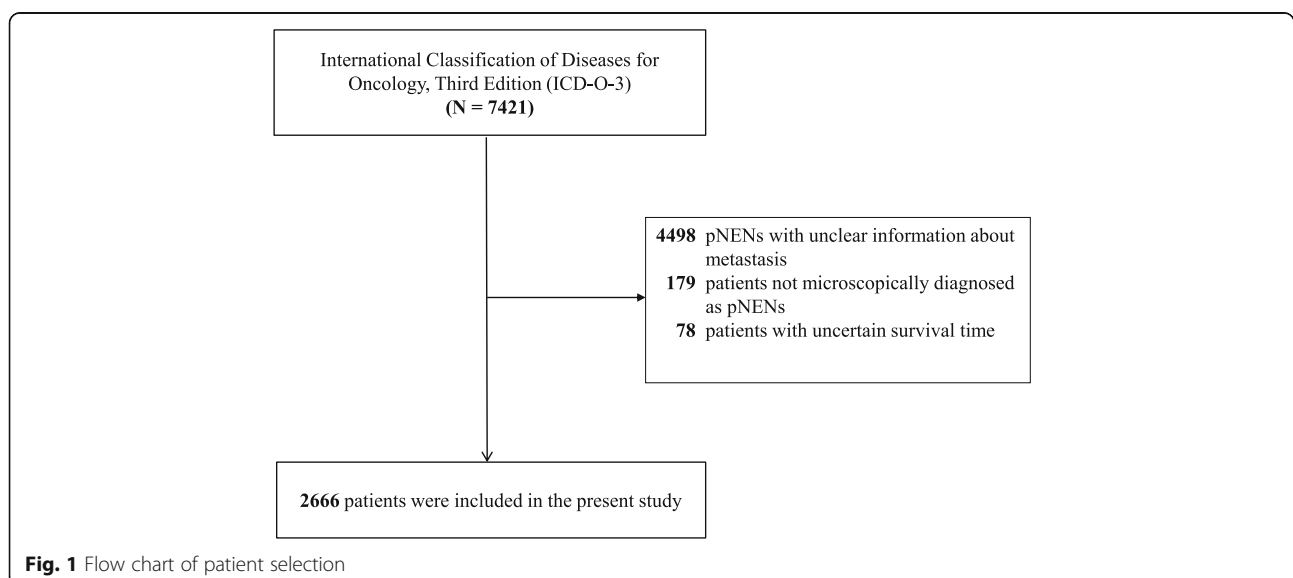 International Classification of Diseases for
Oncology, Third Edition (ICD-O-3)
(N = 7421)
4498 pNENs with unclear information about
metastasis
179 patients not microscopically diagnosed
as pNENs
78 patients with uncertain survival time
2666 patients were included in the present study
Fig. 1 Flow chart of patient selection